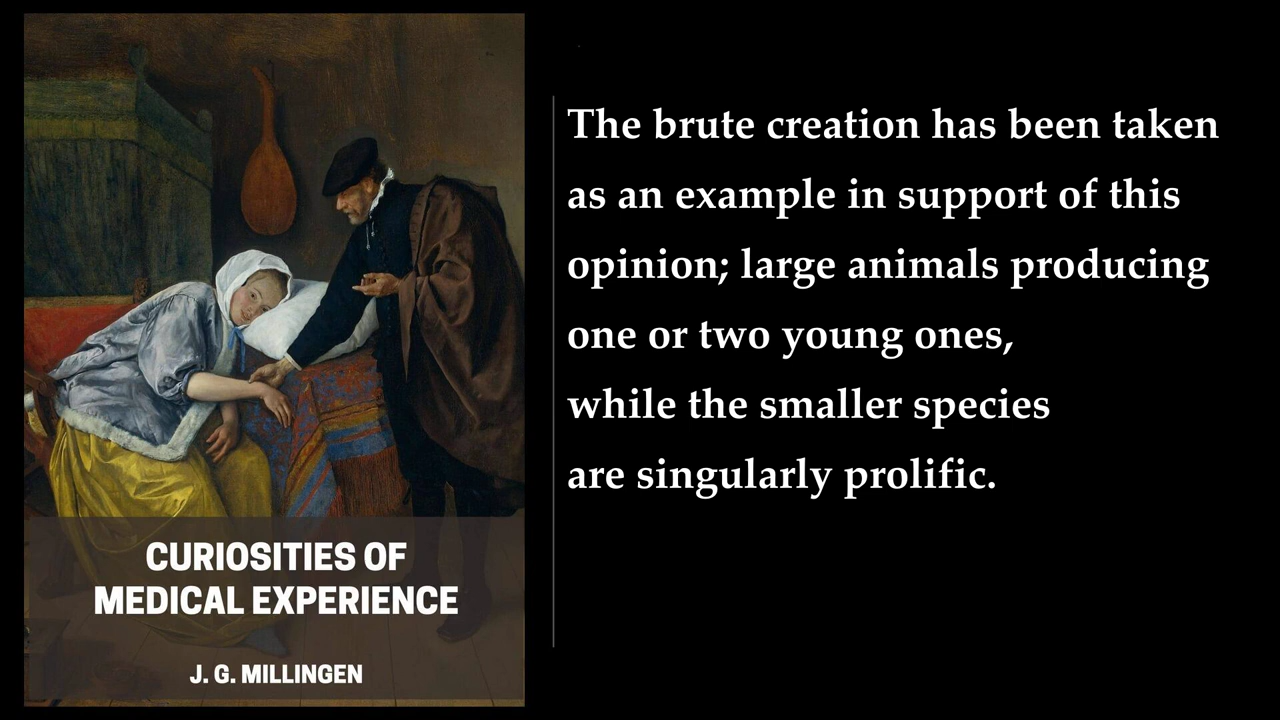 CURIOSITIES OF
MEDICAL EXPERIENCE
J. G. MILLINGEN
The brute creation has been taken
as an example in support of this
opinion; large animals producing
one or two young ones,
while the smaller species
are singularly prolific.